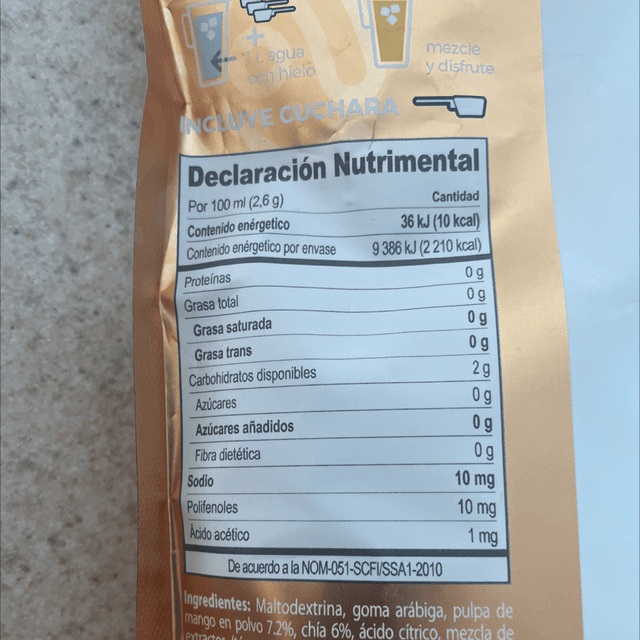 1 L agua
con hielo
mezcle
y disfrute
INCLUYE CUCHARA
Declaración Nutrimental
Por 100 ml (2,6 g) Cantidad
Contenido enérgetico 36 kJ (10 kcal)
Contenido enérgetico por envase 9 386 kJ (2 210 kcal)
Proteínas 0 g
Grasa total 0 g
Grasa saturada 0 g
Grasa trans 0 g
Carbohidratos disponibles 2 g
Azúcares 0 g
Azúcares añadidos 0 g
Fibra dietética 0 g
Sodio 10 mg
Polifenoles 10 mg
Ácido acético 1 mg
De acuerdo a la NOM-051-SCFI/SSA1-2010
Ingredientes: Maltodextrina, goma arábiga, pulpa de
mango en polvo 7.2%, chía 6%, ácido cítrico, mezcla de